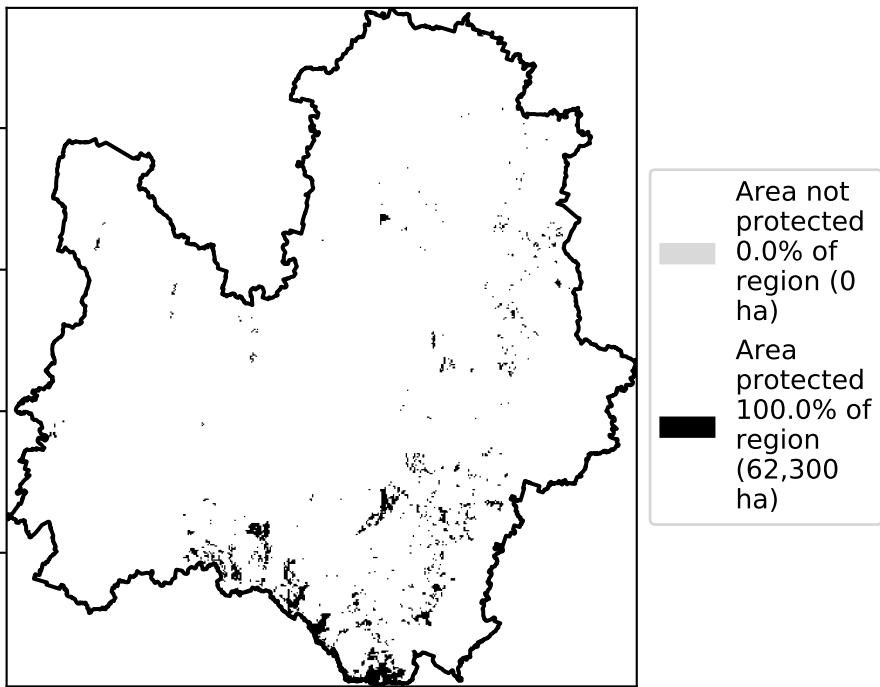 Area not
protected
0.0% of
region (0
ha)
Area
protected
100.0% of
region
(62,300
ha)